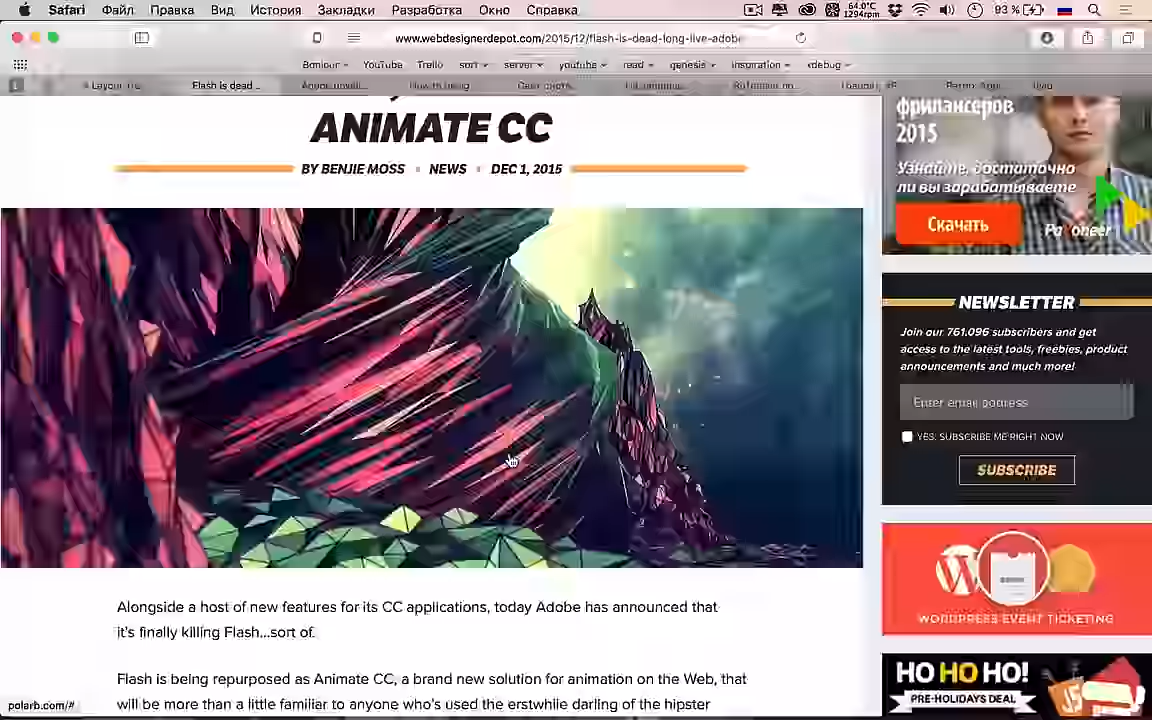 Safari Файл Правка Вид История Закладки Разработка Окно Справка
64.0°C
1294rpm
93 %
www.webdesignerdepot.com/2015/12/flash-is-dead-long-live-adobe
Bonjour YouTube Trello sort server youtube read genesis inspiration
Flash is dead
ANIMATE CC
BY BENJIE MOSS NEWS DEC 1, 2015
фрилансеров
2015
Узнайте, достаточно
ли вы зарабатываете
Скачать
Payoneer
NEWSLETTER
Join our 761,096 subscribers and get
access to the latest tools, freebies, product
announcements and much more!
Enter email address
YES: SUBSCRIBE ME RIGHT NOW
SUBSCRIBE
WORDPRESS EVENT TICKETING
HO HO HO!
PRE-HOLIDAYS DEAL
Alongside a host of new features for its CC applications, today Adobe has announced that
it's finally killing Flash...sort of.
Flash is being repurposed as Animate CC, a brand new solution for animation on the Web, that
will be more than a little familiar to anyone who's used the erstwhile darling of the hipster
polarb.com/#